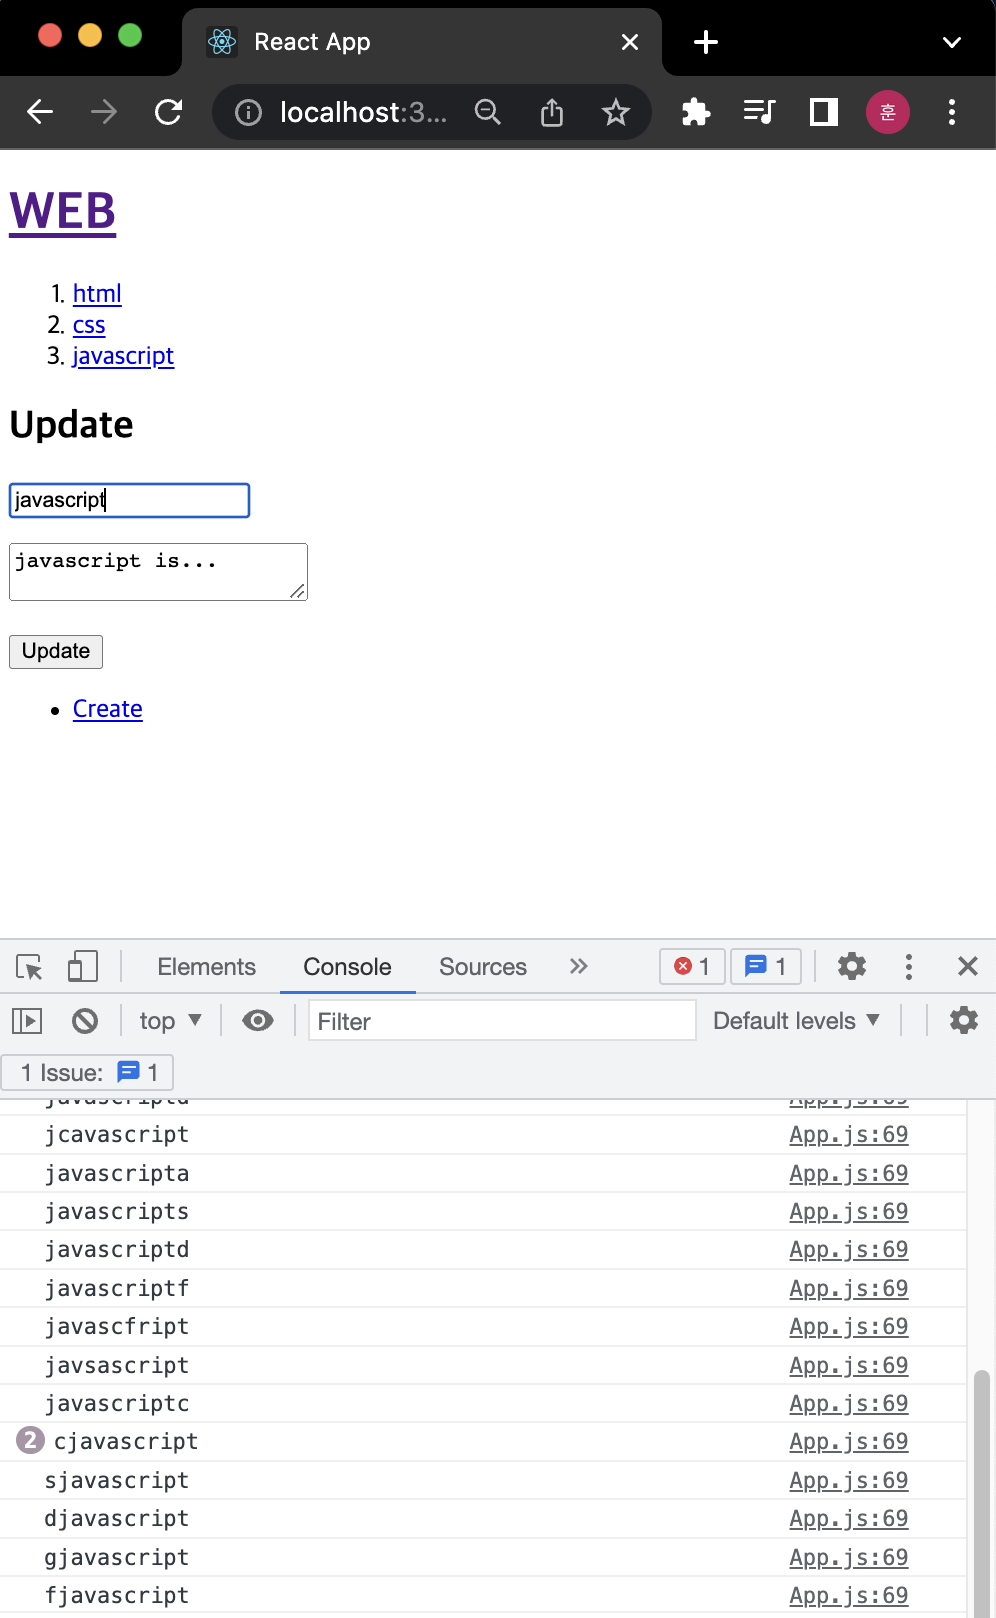 React App
localhost:3...
훈
WEB
1. html
2. css
3. javascript
Update
javascript
javascript is...
Update
• Create
Elements Console Sources 1 1
top Filter Default levels
1 Issue: 1
App.js:69
jcavascript App.js:69
javascripta App.js:69
javascripts App.js:69
javascriptd App.js:69
javascriptf App.js:69
javascfript App.js:69
javsascript App.js:69
javascriptc App.js:69
2 cjavascript App.js:69
sjavascript App.js:69
djavascript App.js:69
gjavascript App.js:69
fjavascript App.js:69